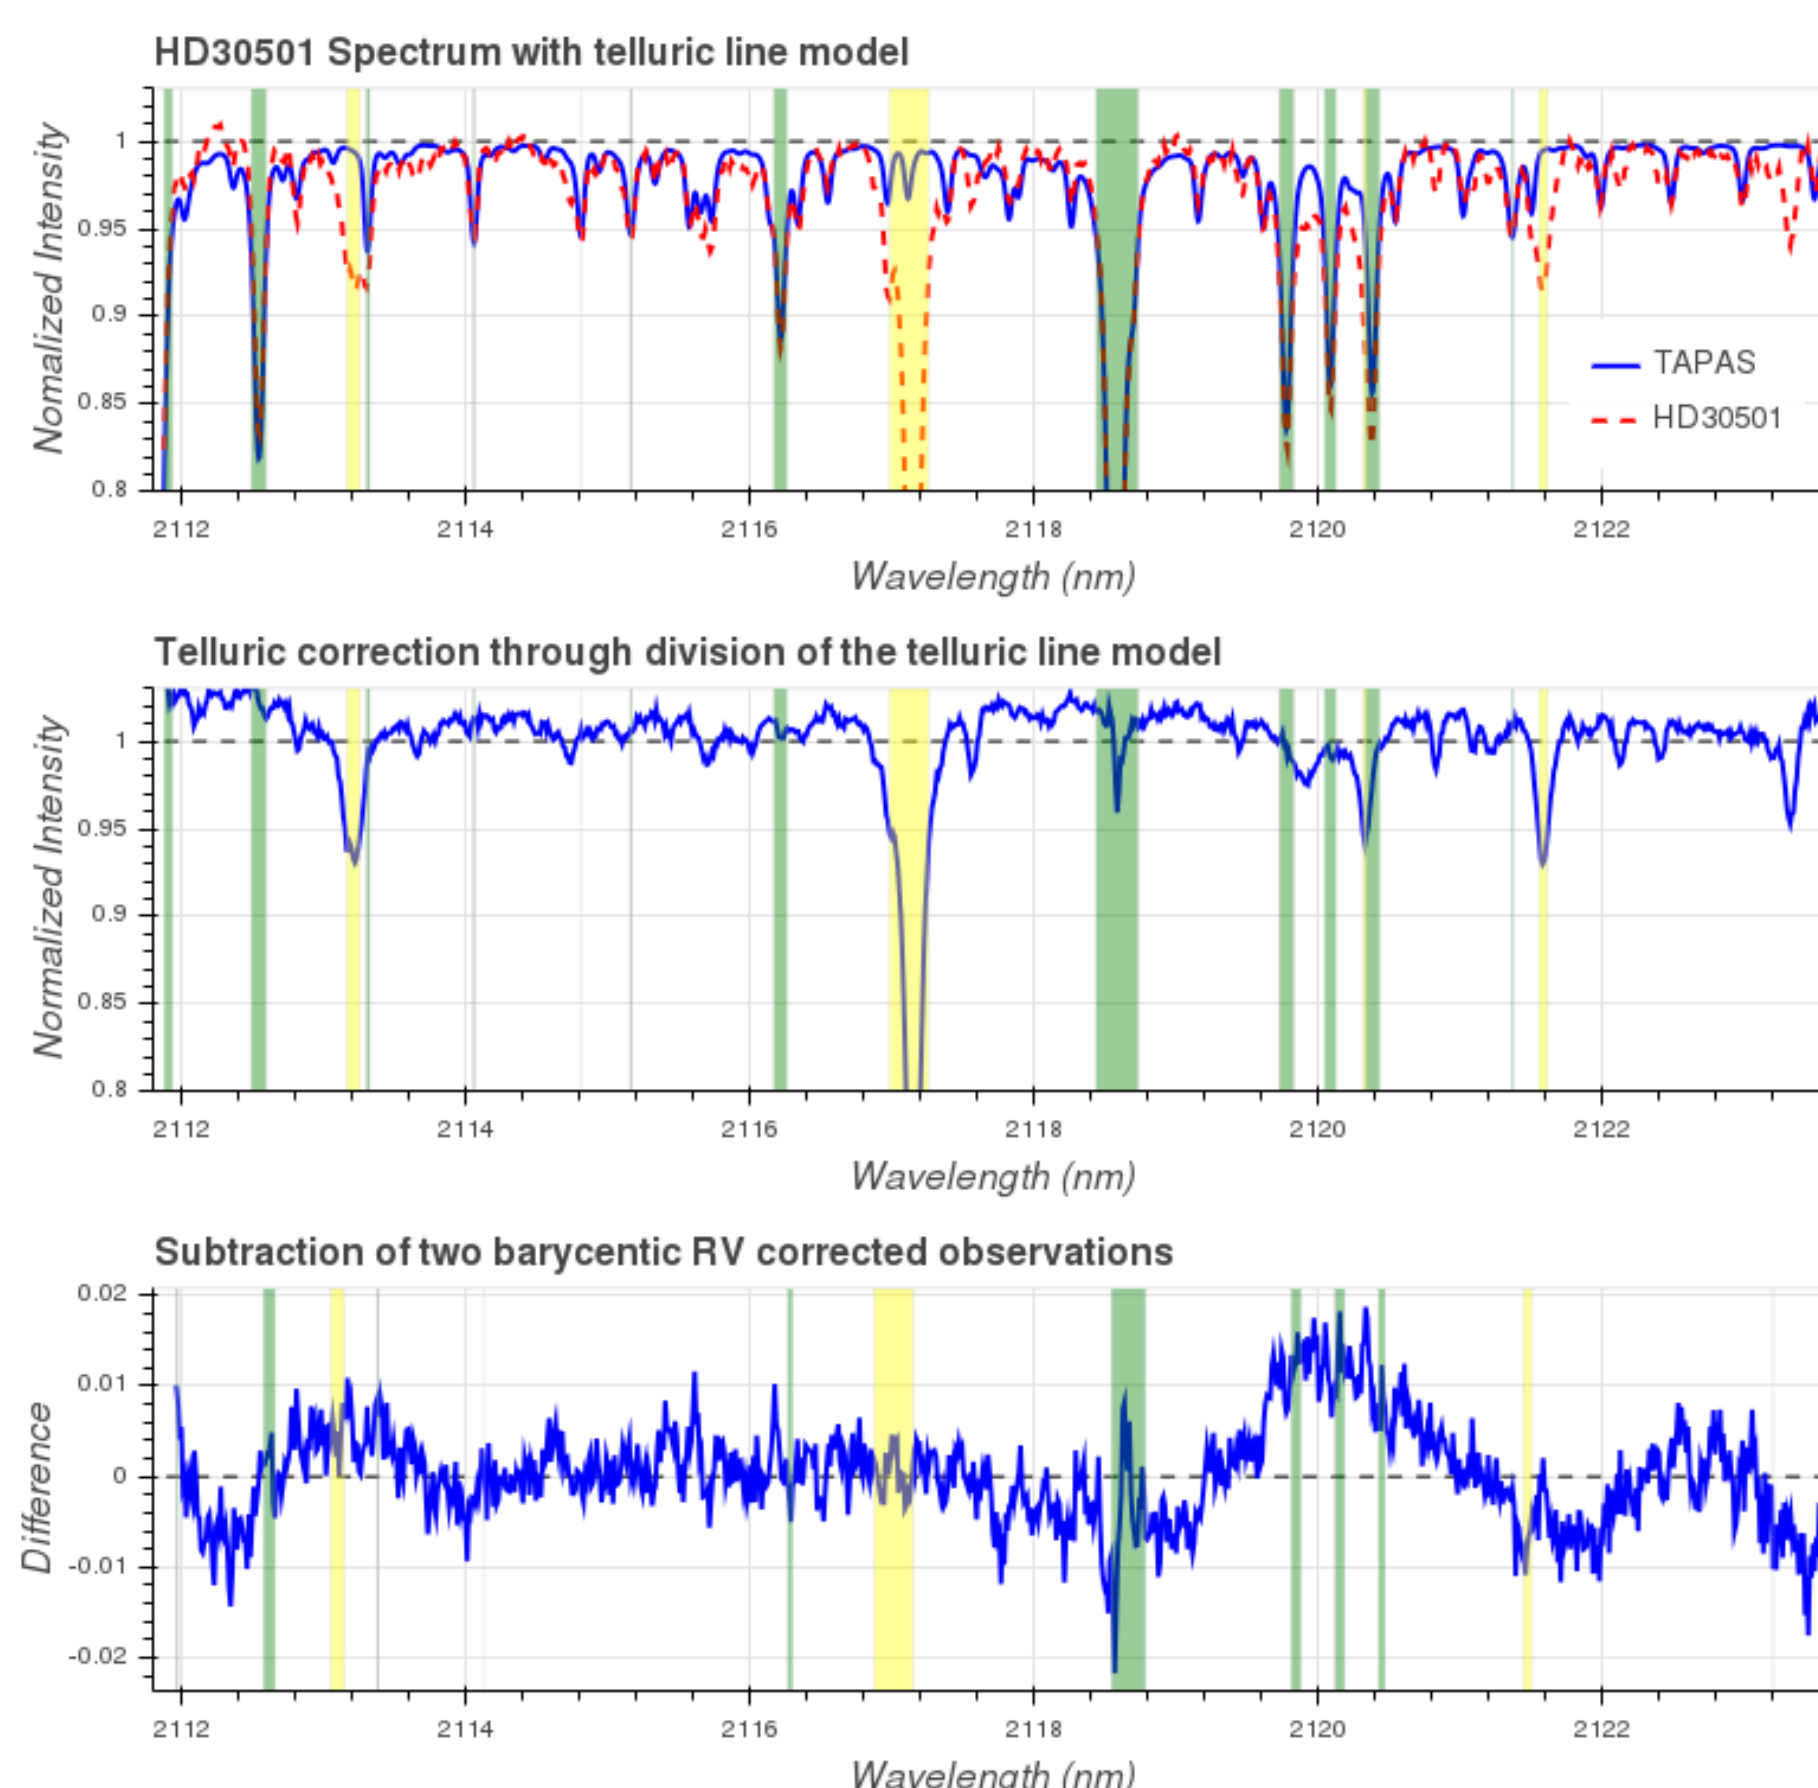 HD30501 Spectrum with telluric line model
Nomalized Intensity
1
0.95
0.9
0.85
0.8
TAPAS
HD30501
2112 2114 2116 2118 2120 2122
Wavelength (nm)
Telluric correction through division of the telluric line model
Normalized Intensity
1
0.95
0.9
0.85
0.8
2112 2114 2116 2118 2120 2122
Wavelength (nm)
Subtraction of two barycentic RV corrected observations
Difference
0.02
0.01
0
-0.01
-0.02
2112 2114 2116 2118 2120 2122
Wavelength (nm)